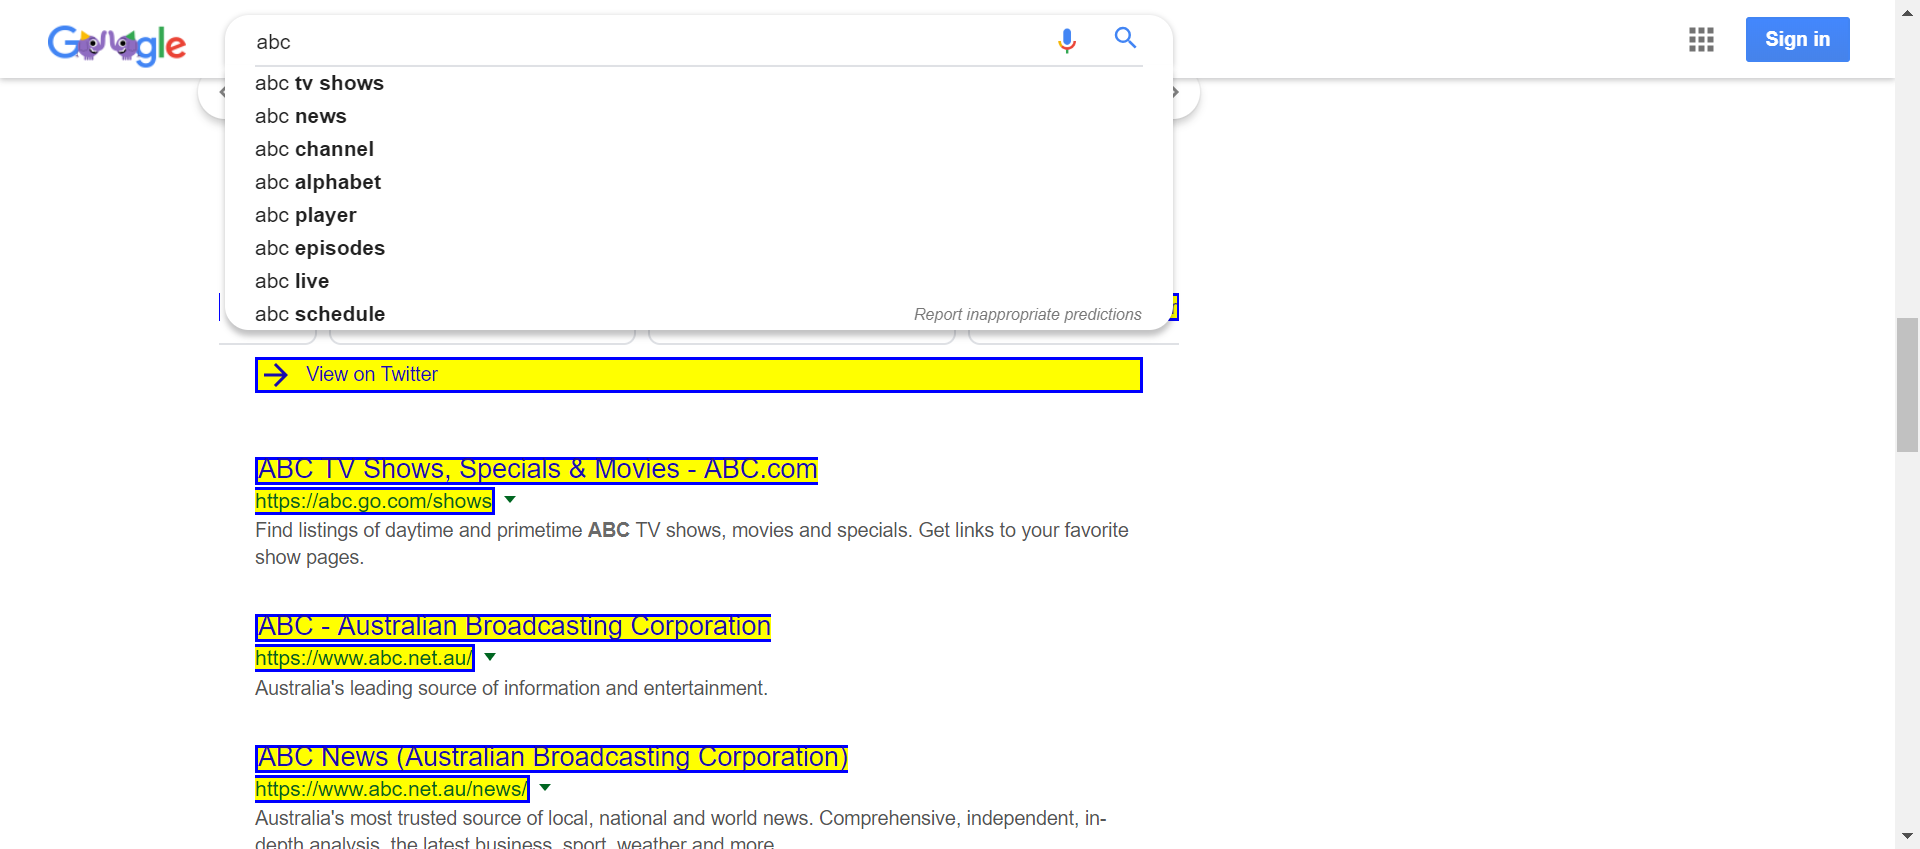 Google
abc
Sign in
abc tv shows
abc news
abc channel
abc alphabet
abc player
abc episodes
abc live
abc schedule
Report inappropriate predictions
View on Twitter
ABC TV Shows, Specials & Movies - ABC.com
https://abc.go.com/shows
Find listings of daytime and primetime ABC TV shows, movies and specials. Get links to your favorite
show pages.
ABC - Australian Broadcasting Corporation
https://www.abc.net.au/
Australia's leading source of information and entertainment.
ABC News (Australian Broadcasting Corporation)
https://www.abc.net.au/news/
Australia's most trusted source of local, national and world news. Comprehensive, independent, in-
depth analysis, the latest business, sport, weather and more.